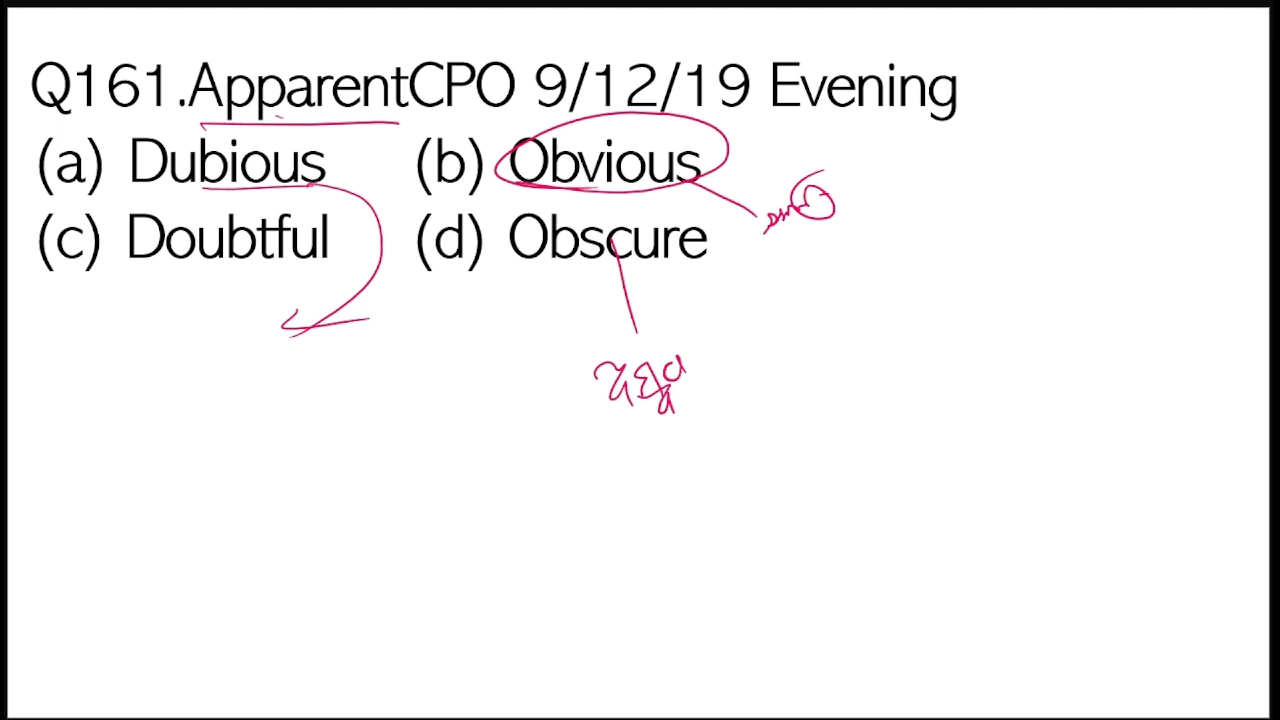 Q161.ApparentCPO 9/12/19 Evening
(a) Dubious (b) Obvious
(c) Doubtful (d) Obscure